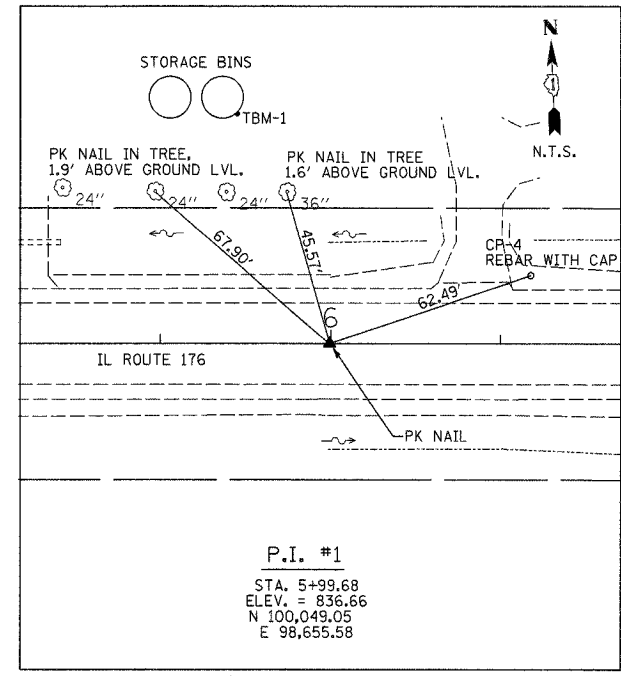 N
1
N.T.S.
STORAGE BINS
TBM-1
PK NAIL IN TREE,
1.9' ABOVE GROUND LVL.
PK NAIL IN TREE
1.6' ABOVE GROUND LVL.
24"
24"
24"
36"
67.90'
45.57'
62.49'
CP-4
REBAR WITH CAP
6
IL ROUTE 176
PK NAIL
P.I. #1
STA. 5+99.68
ELEV. = 836.66
N 100,049.05
E 98,655.58